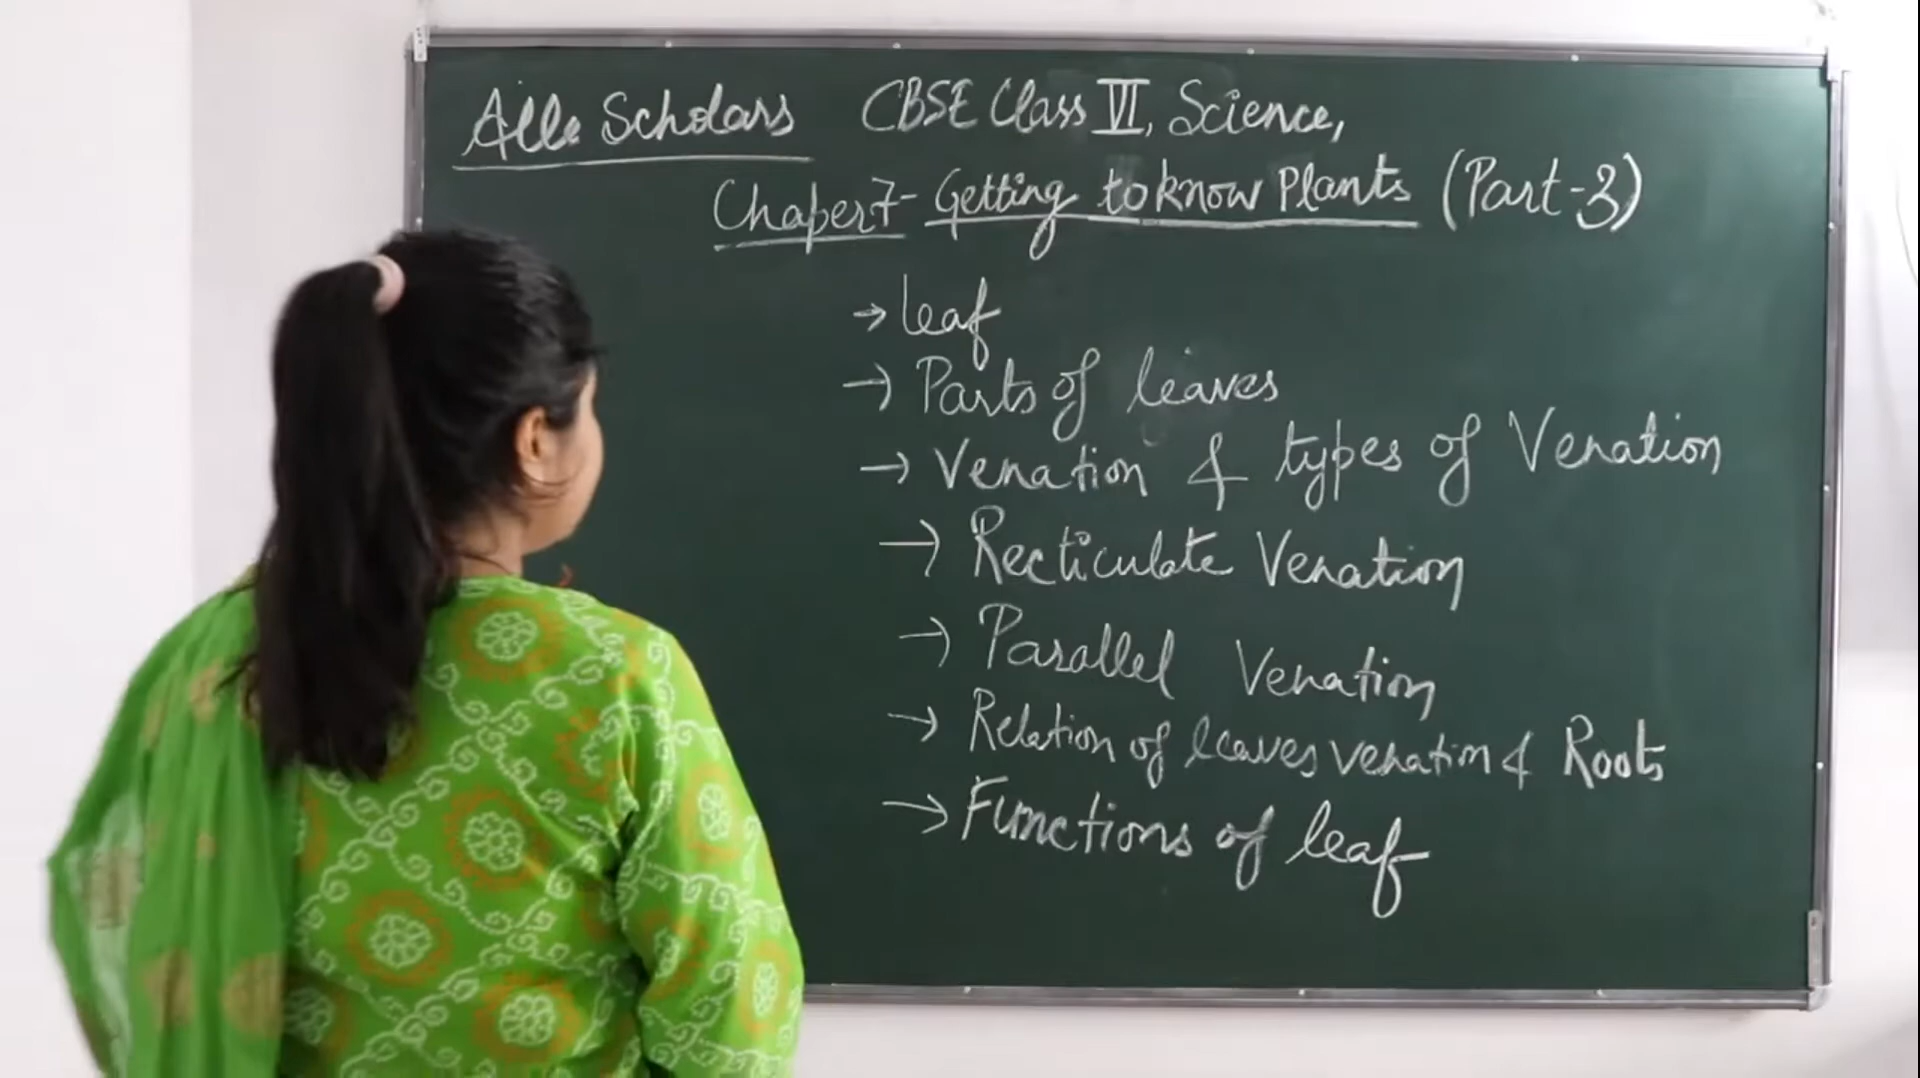 Alle Scholars CBSE Class VI, Science,
Chaper7- Getting to know Plants (Part-3)
→ leaf
→ Parts of leaves
→ Venation & types of Venation
→ Recticulate Venation
→ Parallel Venation
→ Relation of leaves venation & Roots
→ Functions of leaf